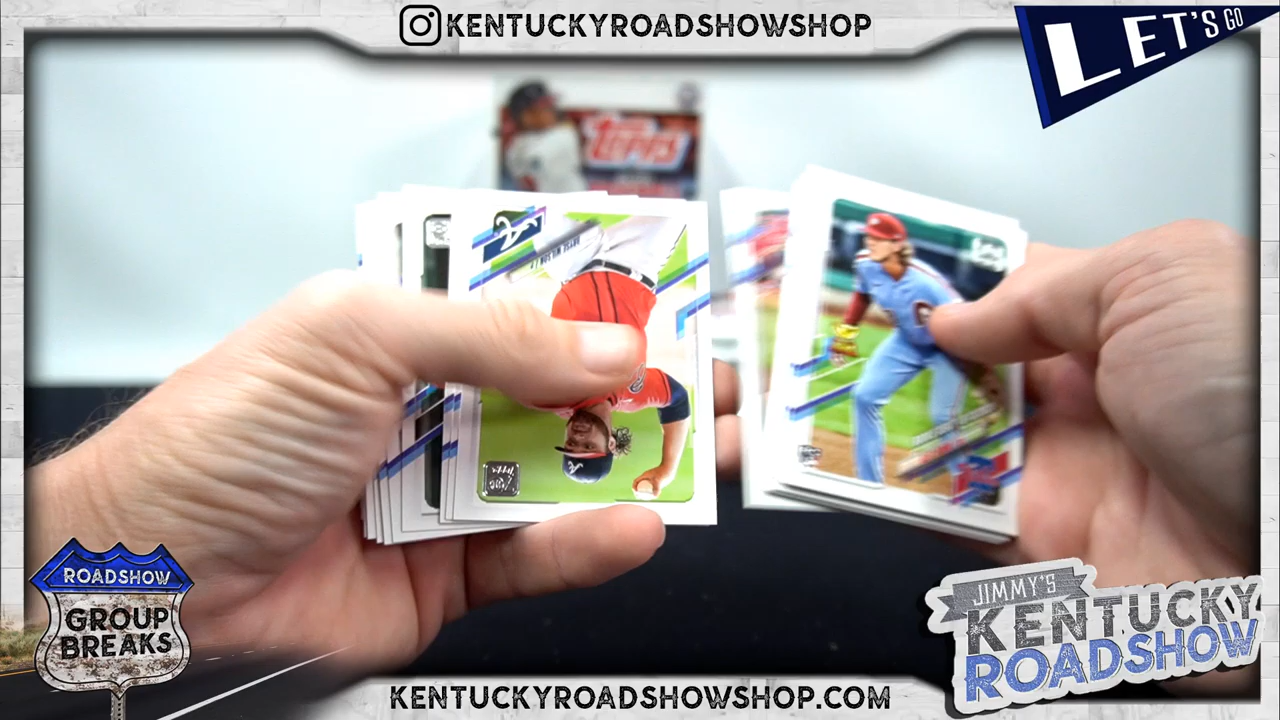 KENTUCKYROADSHOWSHOP
LET'S GO
Topps
ROADSHOW
GROUP
BREAKS
JIMMY'S
KENTUCKY
ROADSHOW
KENTUCKYROADSHOWSHOP.COM